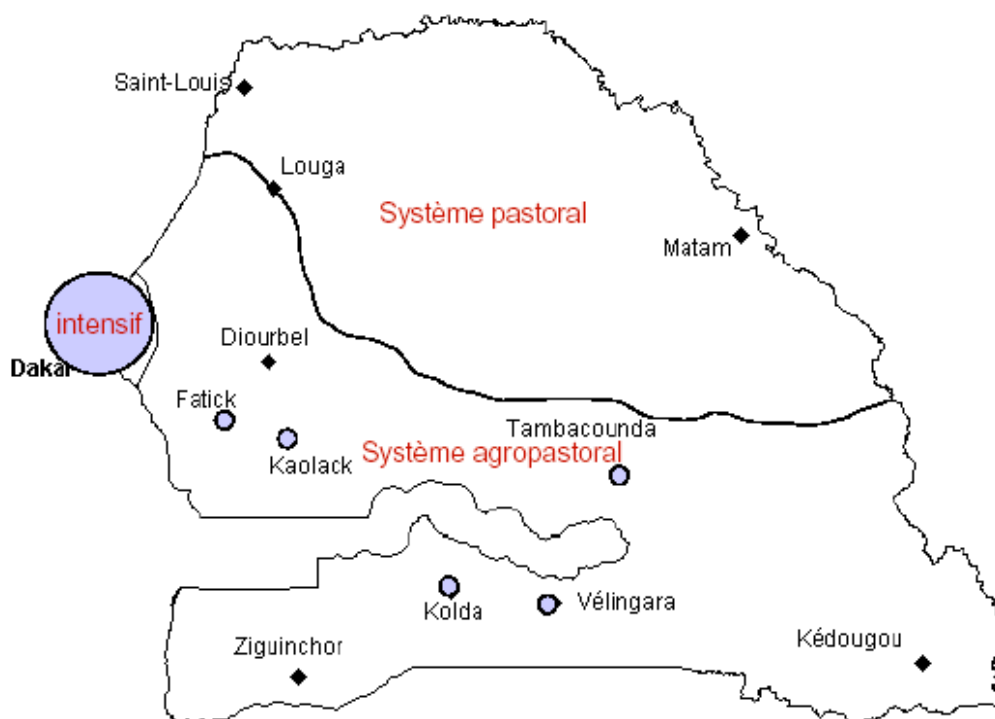 Saint-Louis
Louga
Système pastoral
Matam
intensif
Dakar
Diourbel
Fatick
Kaolack
Tambacounda
Système agropastoral
Kolda
Vélingara
Ziguinchor
Kédougou